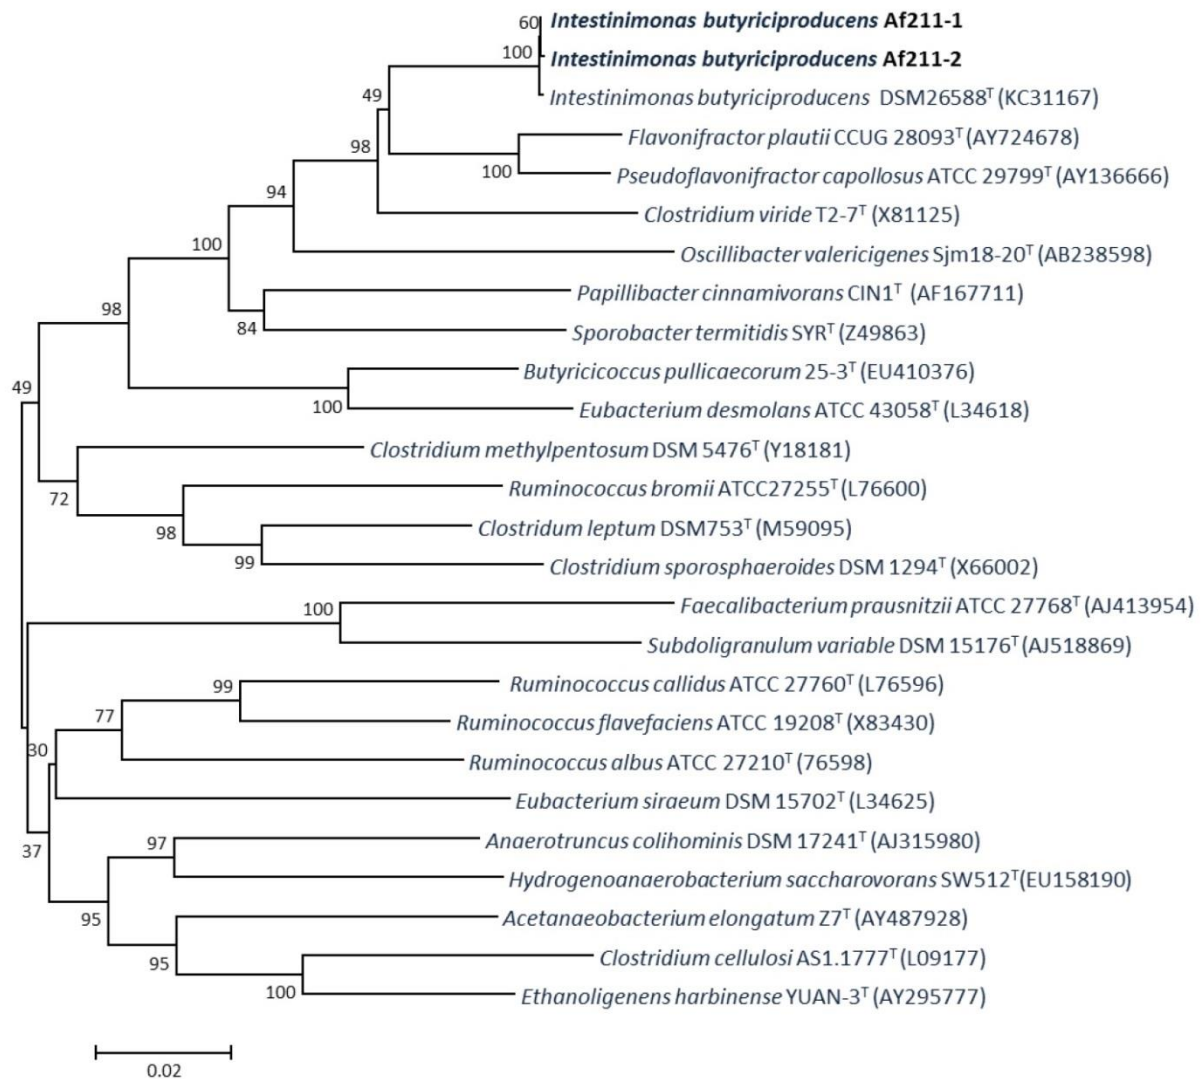 60
Intestinimonas butyriciproducens Af211-1
100
Intestinimonas butyriciproducens Af211-2
49
Intestinimonas butyriciproducens DSM26588T (KC31167)
98
Flavonifractor plautii CCUG 28093T (AY724678)
100
Pseudoflavonifractor capollosus ATCC 29799T (AY136666)
94
Clostridium viride T2-7T (X81125)
100
Oscillibacter valericigenes Sjm18-20T (AB238598)
Papillibacter cinnamivorans CIN1T (AF167711)
98
84
Sporobacter termitidis SYRT (Z49863)
Butyricicoccus pullicaecorum 25-3T (EU410376)
49
100
Eubacterium desmolans ATCC 43058T (L34618)
Clostridium methylpentosum DSM 5476T (Y18181)
72
Ruminococcus bromii ATCC27255T (L76600)
98
Clostridum leptum DSM753T (M59095)
99
Clostridium sporosphaeroides DSM 1294T (X66002)
100
Faecalibacterium prausnitzii ATCC 27768T (AJ413954)
Subdoligranulum variable DSM 15176T (AJ518869)
99
Ruminococcus callidus ATCC 27760T (L76596)
77
Ruminococcus flavefaciens ATCC 19208T (X83430)
30
Ruminococcus albus ATCC 27210T (76598)
Eubacterium siraeum DSM 15702T (L34625)
37
97
Anaerotruncus colihominis DSM 17241T (AJ315980)
Hydrogenoanaerobacterium saccharovorans SW512T(EU158190)
95
Acetanaeobacterium elongatum Z7T (AY487928)
95
Clostridium cellulosi AS1.1777T (L09177)
100
Ethanoligenens harbinense YUAN-3T (AY295777)
0.02